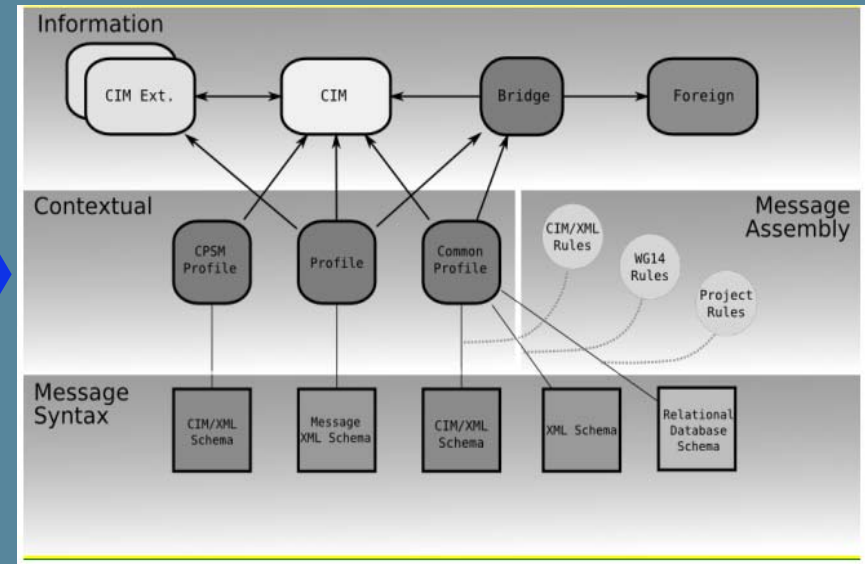 Information
CIM Ext.
CIM
Bridge
Foreign
Contextual
Message
Assembly
CPSM
Profile
Profile
Common
Profile
CIM/XML
Rules
WG14
Rules
Project
Rules
Message
Syntax
CIM/XML
Schema
Message
XML Schema
CIM/XML
Schema
XML Schema
Relational
Database
Schema